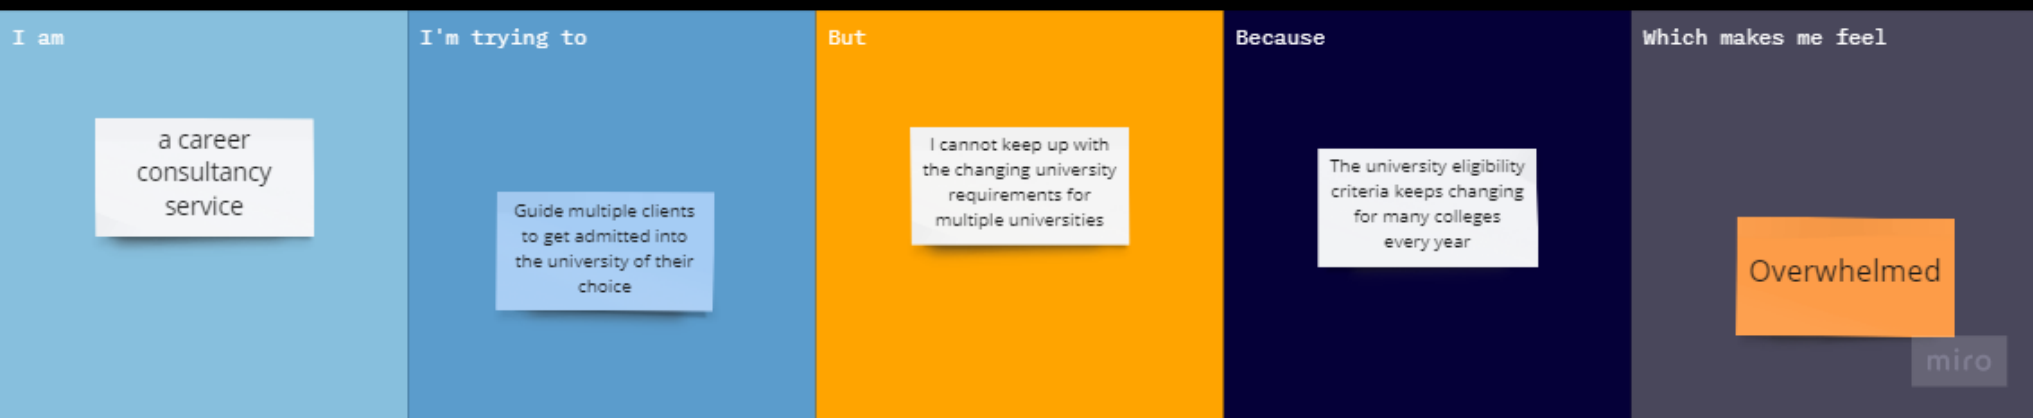 I am
a career
consultancy
service
I'm trying to
Guide multiple clients
to get admitted into
the university of their
choice
But
I cannot keep up with
the changing university
requirements for
multiple universities
Because
The university eligibility
criteria keeps changing
for many colleges
every year
Which makes me feel
Overwhelmed
miro